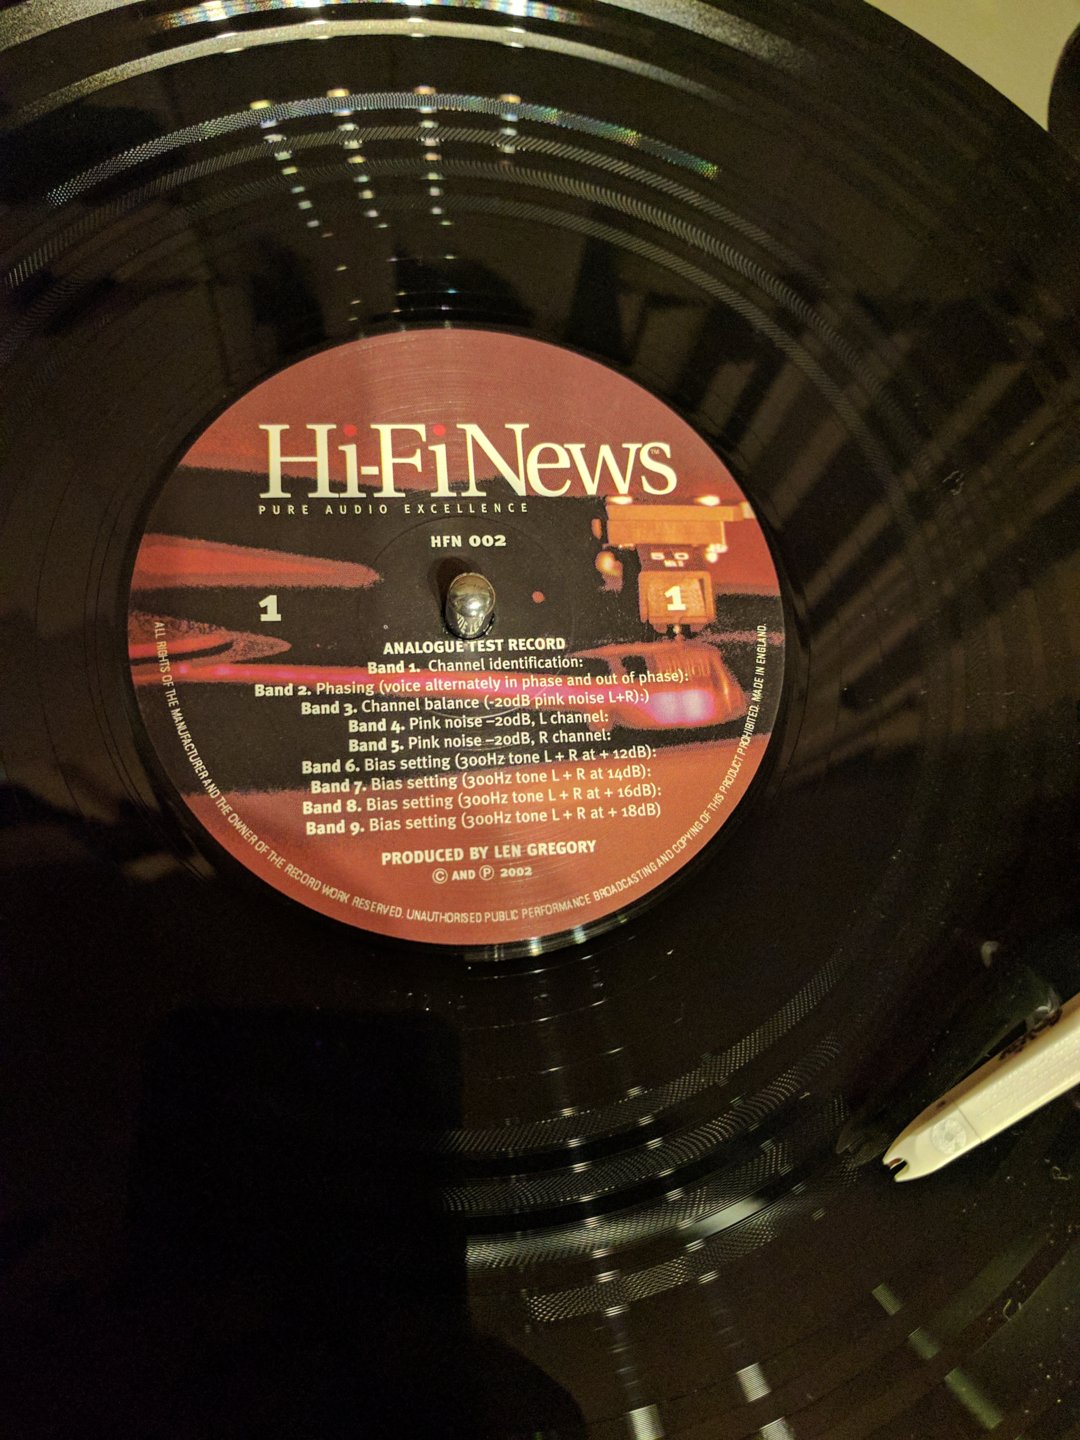 Hi-Fi News™
PURE AUDIO EXCELLENCE
HFN 002
1
1
ANALOGUE TEST RECORD
Band 1. Channel identification:
Band 2. Phasing (voice alternately in phase and out of phase):
Band 3. Channel balance (-20dB pink noise L+R):)
Band 4. Pink noise –20dB, L channel:
Band 5. Pink noise –20dB, R channel:
Band 6. Bias setting (300Hz tone L + R at + 12dB):
Band 7. Bias setting (300Hz tone L + R at 14dB):
Band 8. Bias setting (300Hz tone L + R at + 16dB):
Band 9. Bias setting (300Hz tone L + R at + 18dB)
PRODUCED BY LEN GREGORY
© AND ℗ 2002
ALL RIGHTS OF THE MANUFACTURER AND THE OWNER OF THE RECORD WORK RESERVED. UNAUTHORISED PUBLIC PERFORMANCE BROADCASTING AND COPYING OF THIS PRODUCT PROHIBITED. MADE IN ENGLAND.